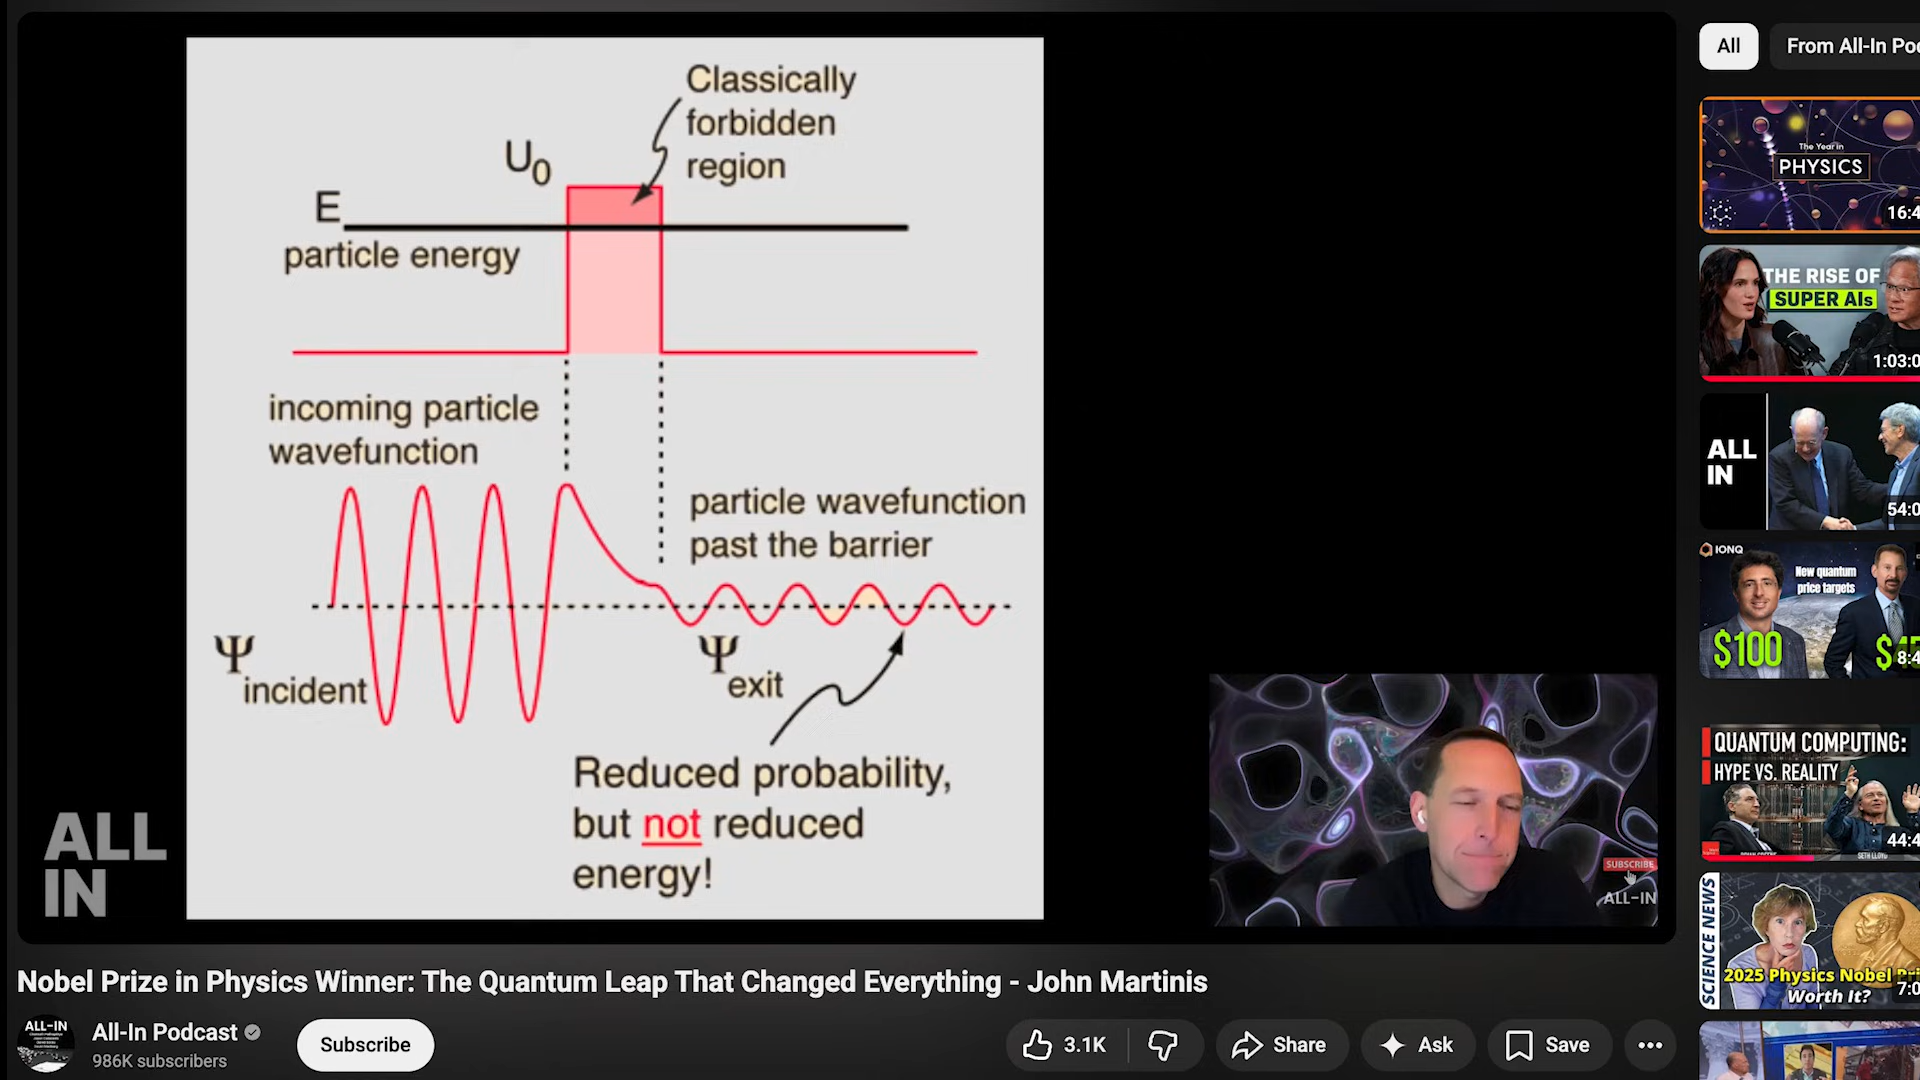 Classically
forbidden
region
U0
E
particle energy
incoming particle
wavefunction
particle wavefunction
past the barrier
Ψ
incident
Ψ
exit
Reduced probability,
but not reduced
energy!
ALL
IN
SUBSCRIBE
ALL-IN
Nobel Prize in Physics Winner: The Quantum Leap That Changed Everything - John Martinis
ALL-IN
All-In Podcast
986K subscribers
Subscribe
3.1K
Share
Ask
Save
All
From All-In
The Year in
PHYSICS
16:4
THE RISE OF
SUPER AIs
1:03:0
ALL
IN
54:0
IONQ
New quantum
price targets
$100
8:4
QUANTUM COMPUTING:
HYPE VS. REALITY
SETH LLOYD
44:4
SCIENCE NEWS
2025 Physics Nobel
Worth It?
7:0